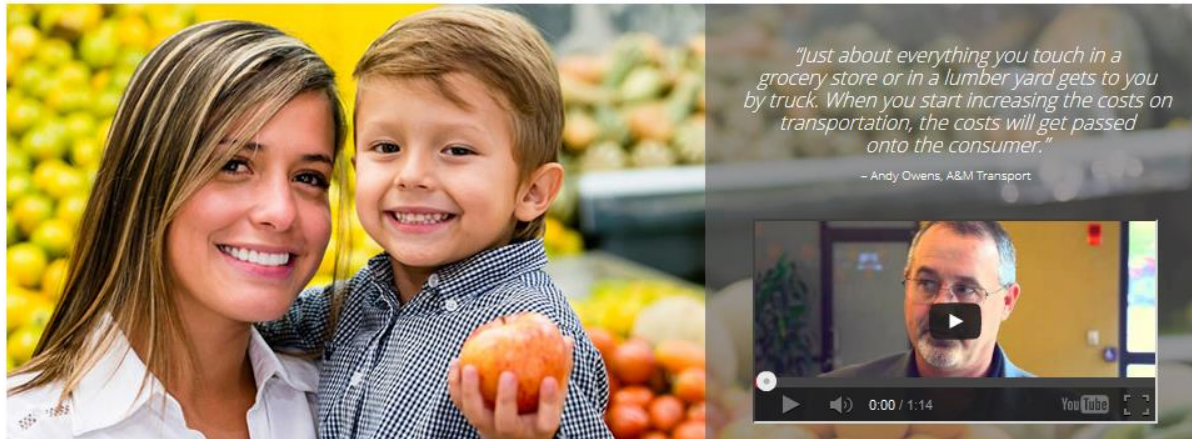 “Just about everything you touch in a
grocery store or in a lumber yard gets to you
by truck. When you start increasing the costs on
transportation, the costs will get passed
onto the consumer.”
– Andy Owens, A&M Transport
0:00 / 1:14
YouTube